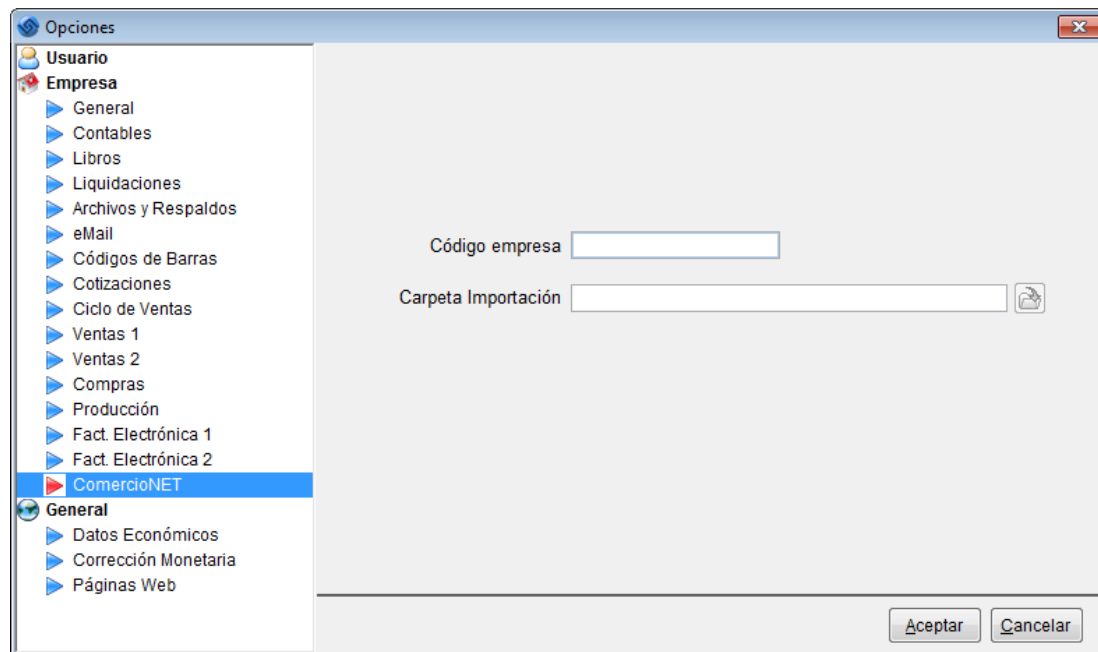 Opciones
Usuario
Empresa
General
Contables
Libros
Liquidaciones
Archivos y Respaldos
eMail
Códigos de Barras
Cotizaciones
Ciclo de Ventas
Ventas 1
Ventas 2
Compras
Producción
Fact. Electrónica 1
Fact. Electrónica 2
ComercioNET
General
Datos Económicos
Corrección Monetaria
Páginas Web
Código empresa
Carpeta Importación
Aceptar
Cancelar